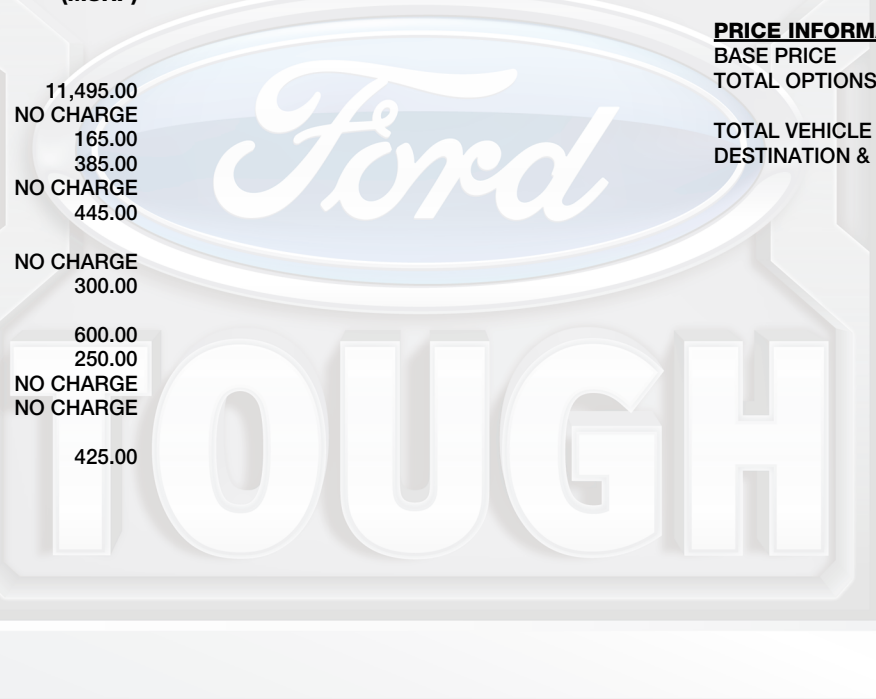 (MSRP)
11,495.00
NO CHARGE
165.00
385.00
NO CHARGE
445.00
NO CHARGE
300.00
600.00
250.00
NO CHARGE
NO CHARGE
425.00
PRICE INFORMA
BASE PRICE
TOTAL OPTIONS
TOTAL VEHICLE
DESTINATION &
Ford
TOUGH